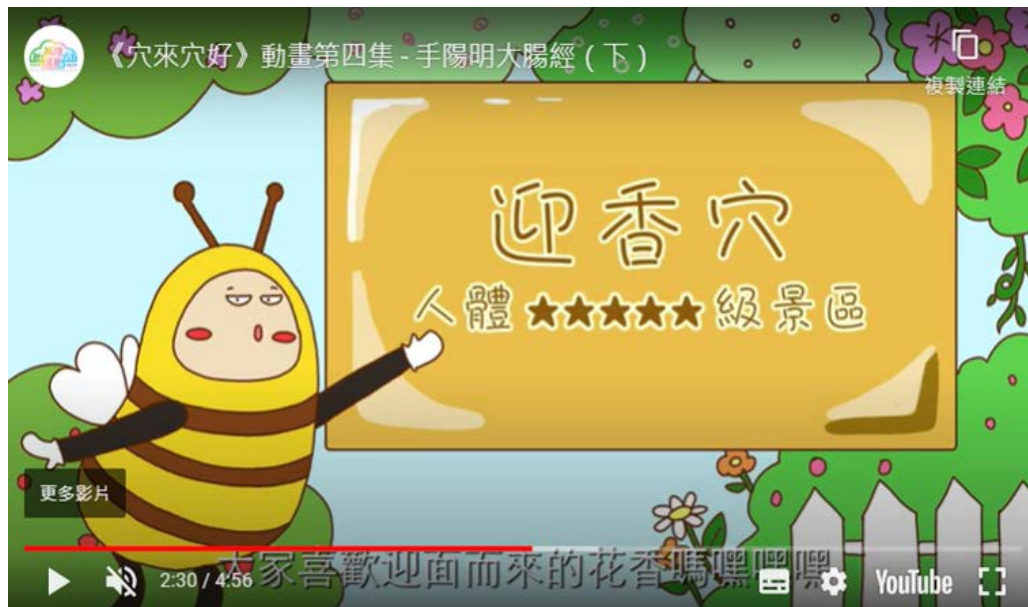 《穴來穴好》動畫第四集 - 手陽明大腸經（下）
複製連結
迎香穴
人體★★★★★級景區
更多影片
大家喜歡迎面而來的花香嗎嘿嘿嘿
2:30 / 4:56
YouTube